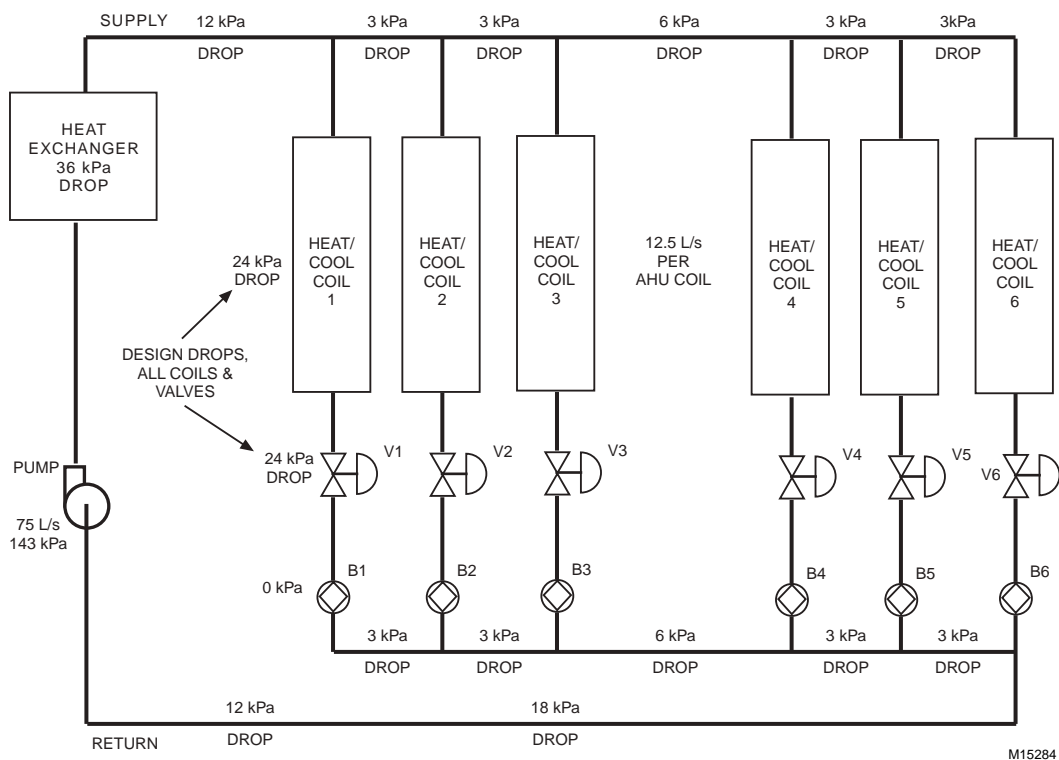 SUPPLY
12 kPa
DROP
3 kPa
DROP
3 kPa
DROP
6 kPa
DROP
3 kPa
DROP
3kPa
DROP
HEAT
EXCHANGER
36 kPa
DROP
24 kPa
DROP
HEAT/
COOL
COIL
1
HEAT/
COOL
COIL
2
HEAT/
COOL
COIL
3
12.5 L/s
PER
AHU COIL
HEAT/
COOL
COIL
4
HEAT/
COOL
COIL
5
HEAT/
COOL
COIL
6
DESIGN DROPS,
ALL COILS &
VALVES
24 kPa
DROP
V1
V2
V3
V4
V5
V6
PUMP
75 L/s
143 kPa
0 kPa
B1
B2
B3
B4
B5
B6
3 kPa
DROP
3 kPa
DROP
6 kPa
DROP
3 kPa
DROP
3 kPa
DROP
RETURN
12 kPa
DROP
18 kPa
DROP
M15284